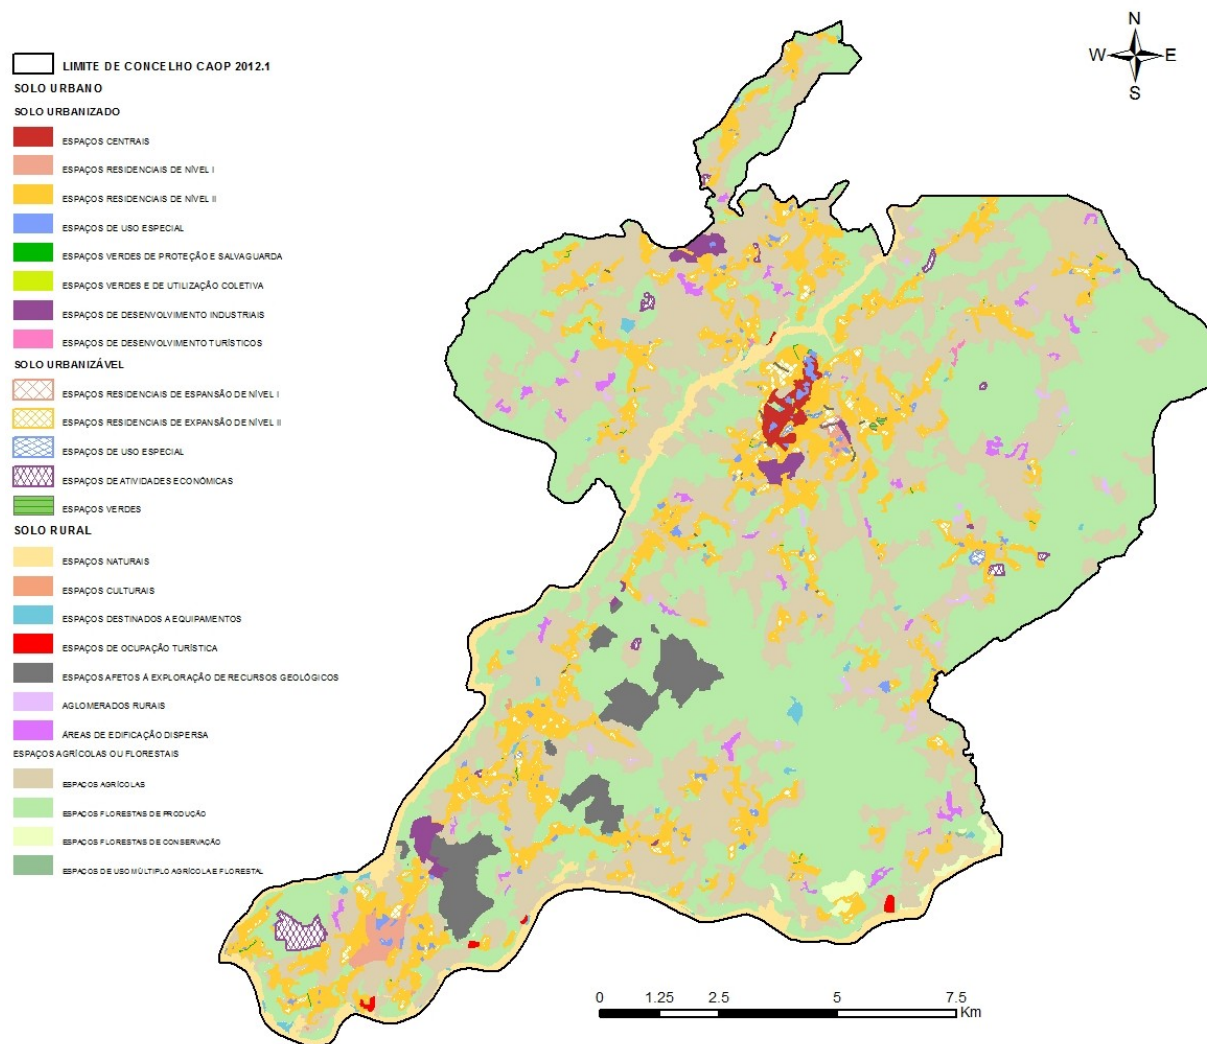 LIMITE DE CONCELHO CAOP 2012.1
SOLO URBANO
SOLO URBANIZADO
ESPAÇOS CENTRAIS
ESPAÇOS RESIDENCIAIS DE NÍVEL I
ESPAÇOS RESIDENCIAIS DE NÍVEL II
ESPAÇOS DE USO ESPECIAL
ESPAÇOS VERDES DE PROTEÇÃO E SALVAGUARDA
ESPAÇOS VERDES E DE UTILIZAÇÃO COLETIVA
ESPAÇOS DE DESENVOLVIMENTO INDUSTRIAIS
ESPAÇOS DE DESENVOLVIMENTO TURÍSTICOS
SOLO URBANIZÁVEL
ESPAÇOS RESIDENCIAIS DE ESPANSÃO DE NÍVEL I
ESPAÇOS RESIDENCIAIS DE EXPANSÃO DE NÍVEL II
ESPAÇOS DE USO ESPECIAL
ESPAÇOS DE ATIVIDADES ECONÓMICAS
ESPAÇOS VERDES
SOLO RURAL
ESPAÇOS NATURAIS
ESPAÇOS CULTURAIS
ESPAÇOS DESTINADOS A EQUIPAMENTOS
ESPAÇOS DE OCUPAÇÃO TURÍSTICA
ESPAÇOS AFETOS Á EXPLORAÇÃO DE RECURSOS GEOLÓGICOS
AGLOMERADOS RURAIS
ÁREAS DE EDIFICAÇÃO DISPERSA
ESPAÇOS AGRÍCOLAS OU FLORESTAIS
ESPAÇOS AGRÍCOLAS
ESPAÇOS FLORESTAIS DE PRODUÇÃO
ESPAÇOS FLORESTAIS DE CONSERVAÇÃO
ESPAÇOS DE USO MÚLTIPLO AGRÍCOLA E FLORESTAL
N
W E
S
0 1.25 2.5 5 7.5
Km